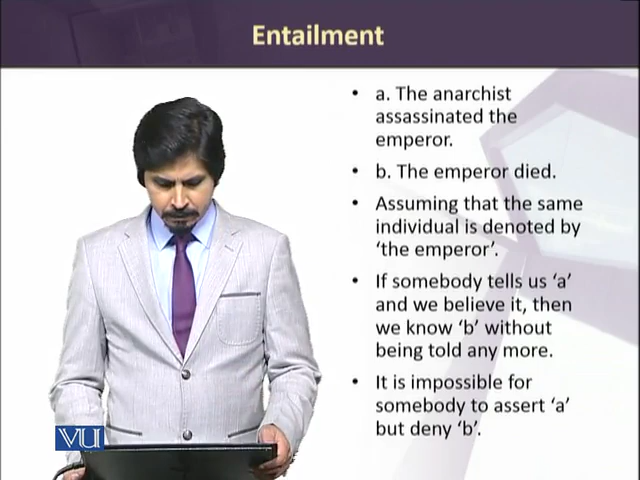 Entailment
• a. The anarchist
assassinated the
emperor.
• b. The emperor died.
• Assuming that the same
individual is denoted by
‘the emperor’.
• If somebody tells us ‘a’
and we believe it, then
we know ‘b’ without
being told any more.
• It is impossible for
somebody to assert ‘a’
but deny ‘b’.
VU